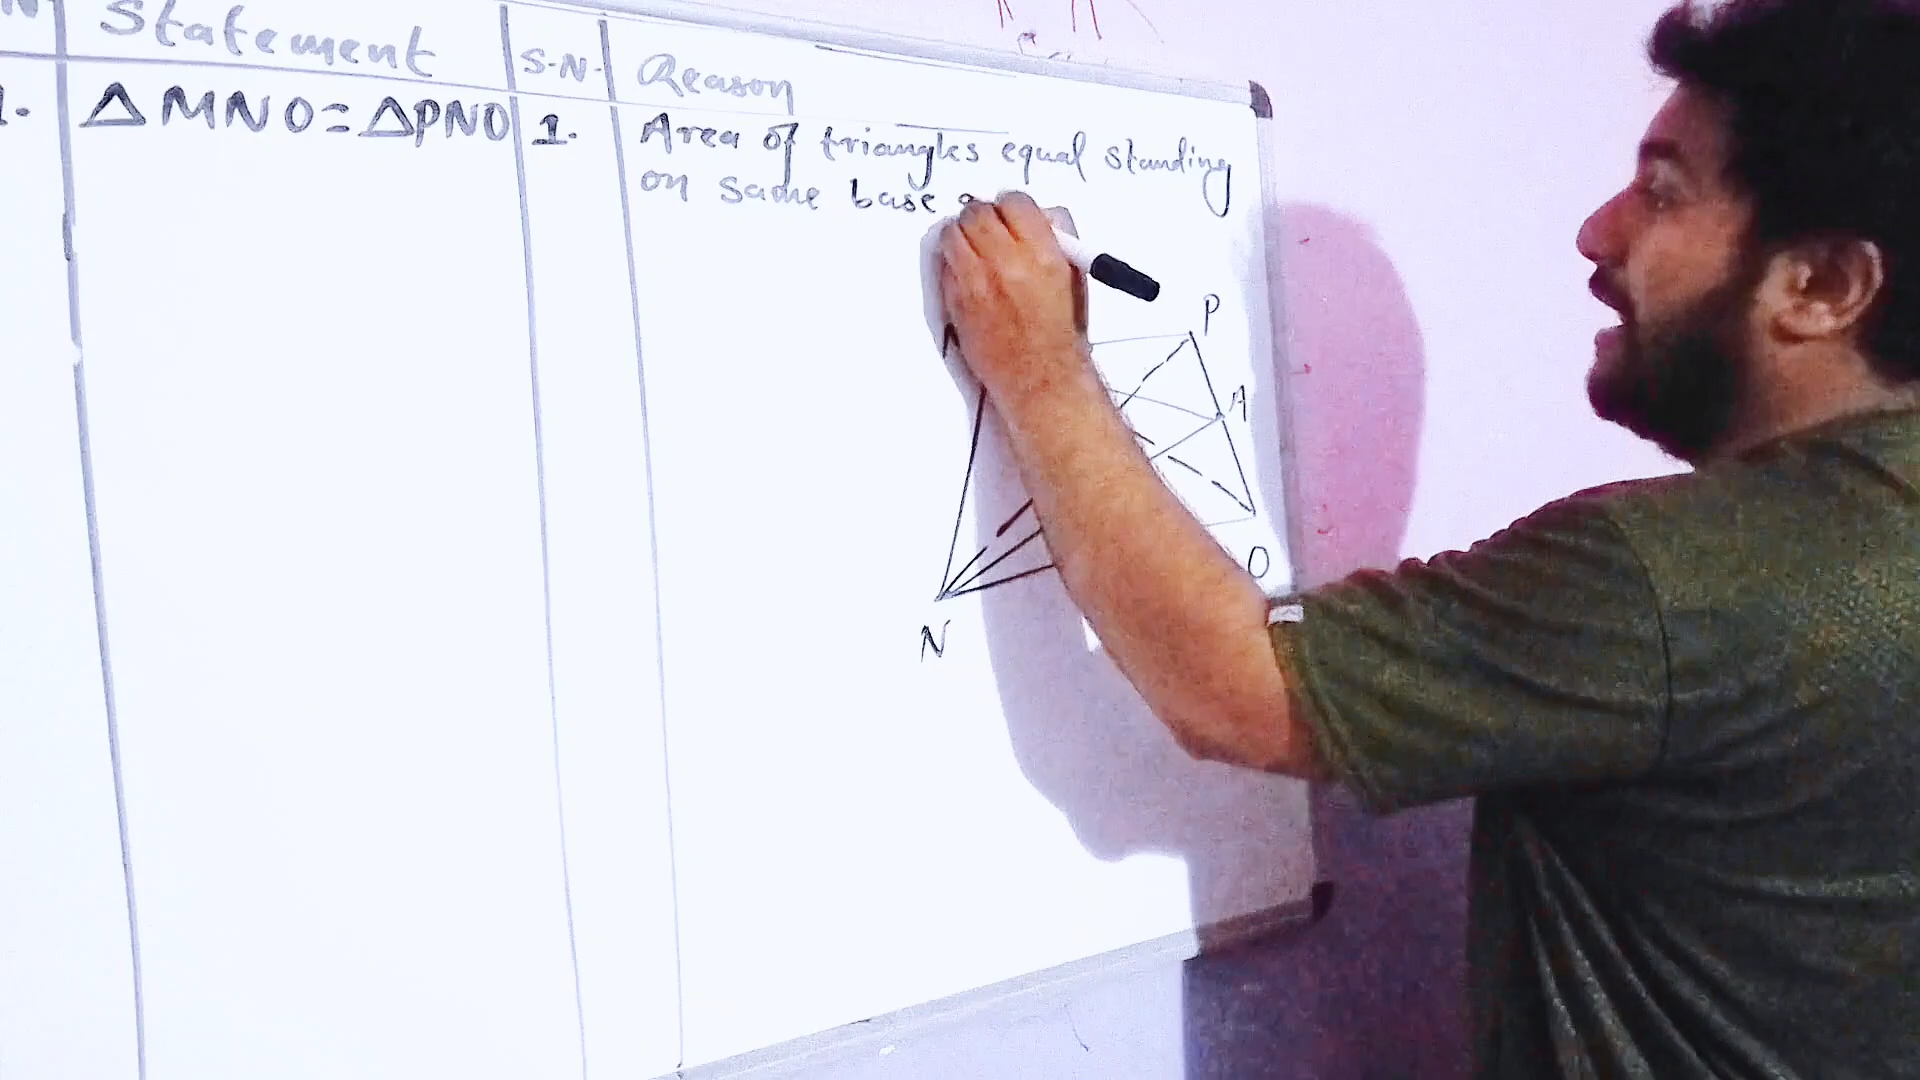 Statement
S.N.
Reason
1.
△MNO=△PNO
1.
Area of triangles equal standing
on same base
P
A
O
N